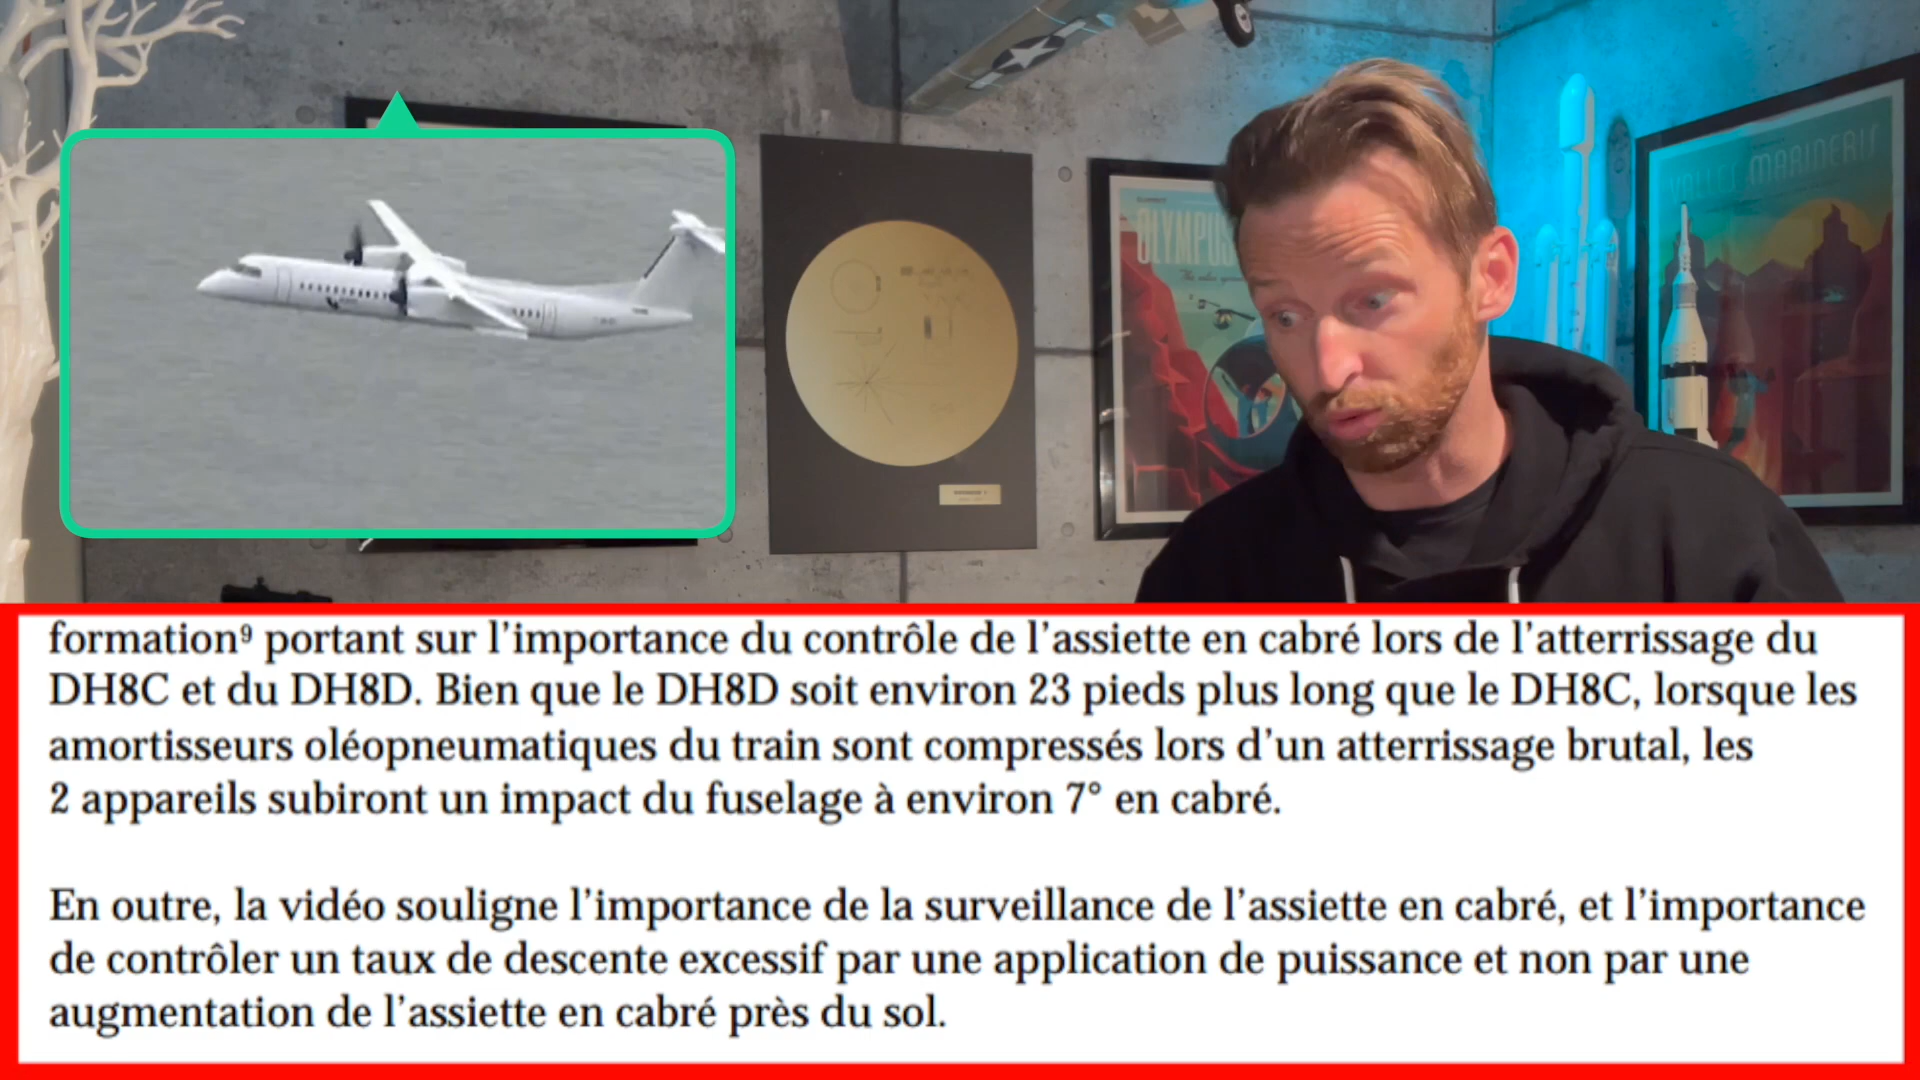 OLYMPUS
VALLES MARINERIS
formation⁹ portant sur l’importance du contrôle de l’assiette en cabré lors de l’atterrissage du
DH8C et du DH8D. Bien que le DH8D soit environ 23 pieds plus long que le DH8C, lorsque les
amortisseurs oléopneumatiques du train sont compressés lors d’un atterrissage brutal, les
2 appareils subiront un impact du fuselage à environ 7° en cabré.
En outre, la vidéo souligne l’importance de la surveillance de l’assiette en cabré, et l’importance
de contrôler un taux de descente excessif par une application de puissance et non par une
augmentation de l’assiette en cabré près du sol.